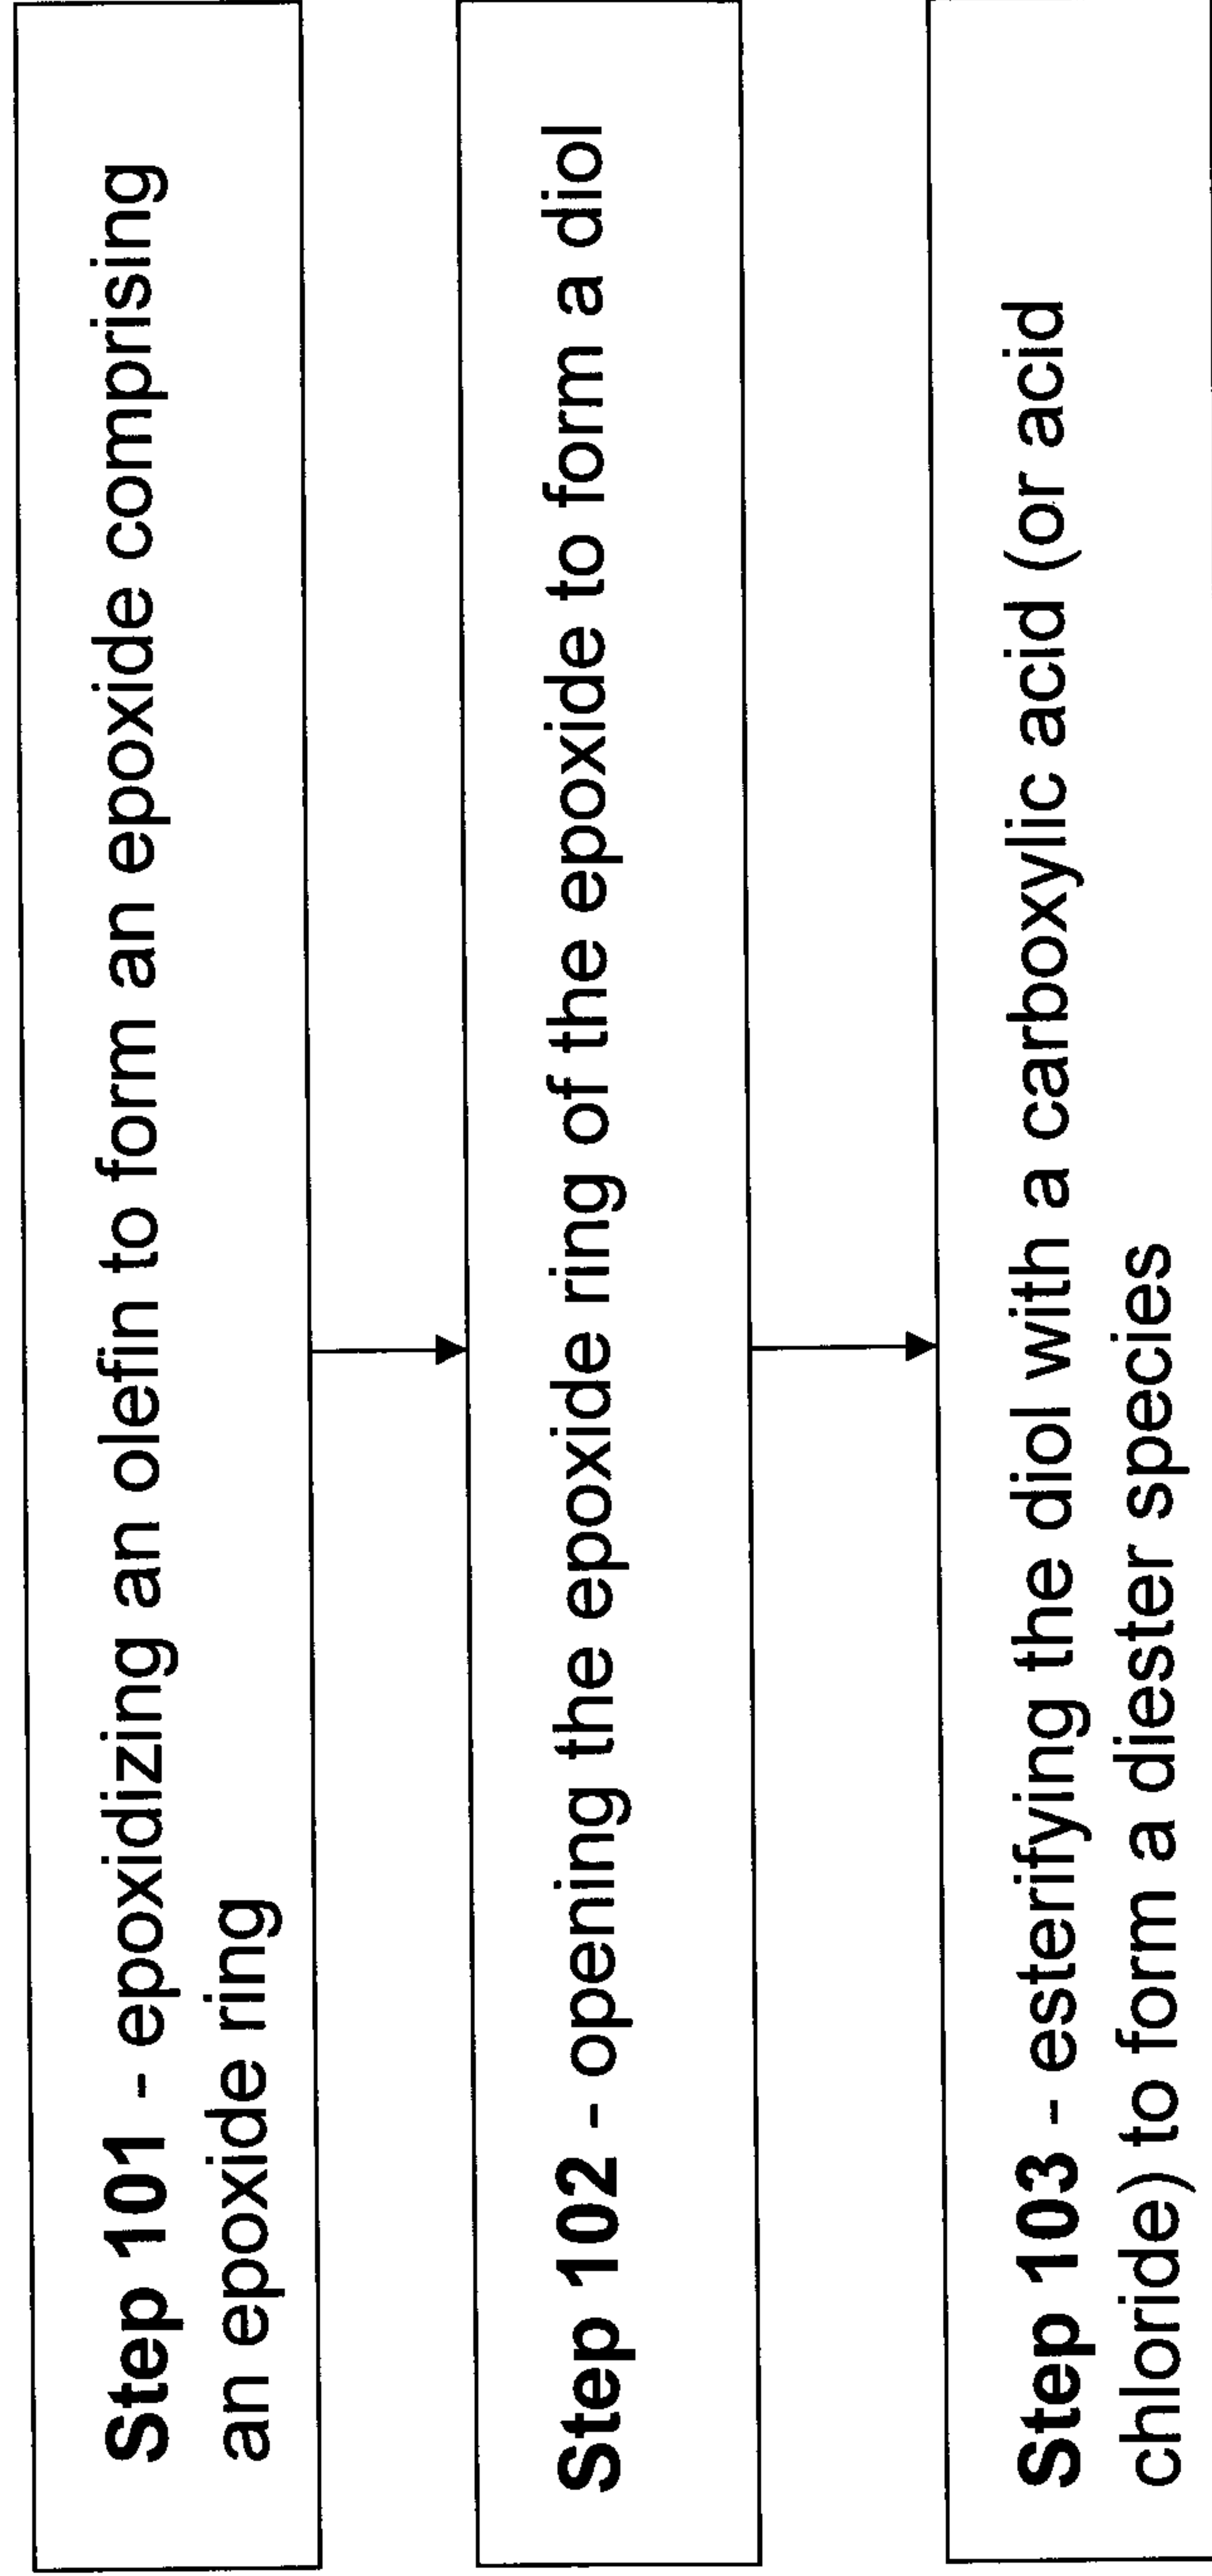 Step 101 - epoxidizing an olefin to form an epoxide comprising
an epoxide ring
Step 102 - opening the epoxide ring of the epoxide to form a diol
Step 103 - esterifying the diol with a carboxylic acid (or acid
chloride) to form a diester species